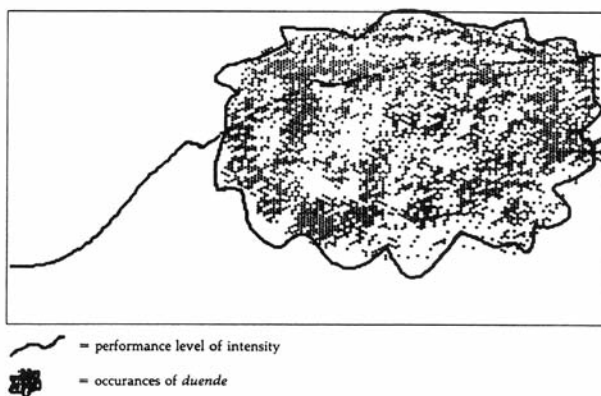 = performance level of intensity
= occurances of duende